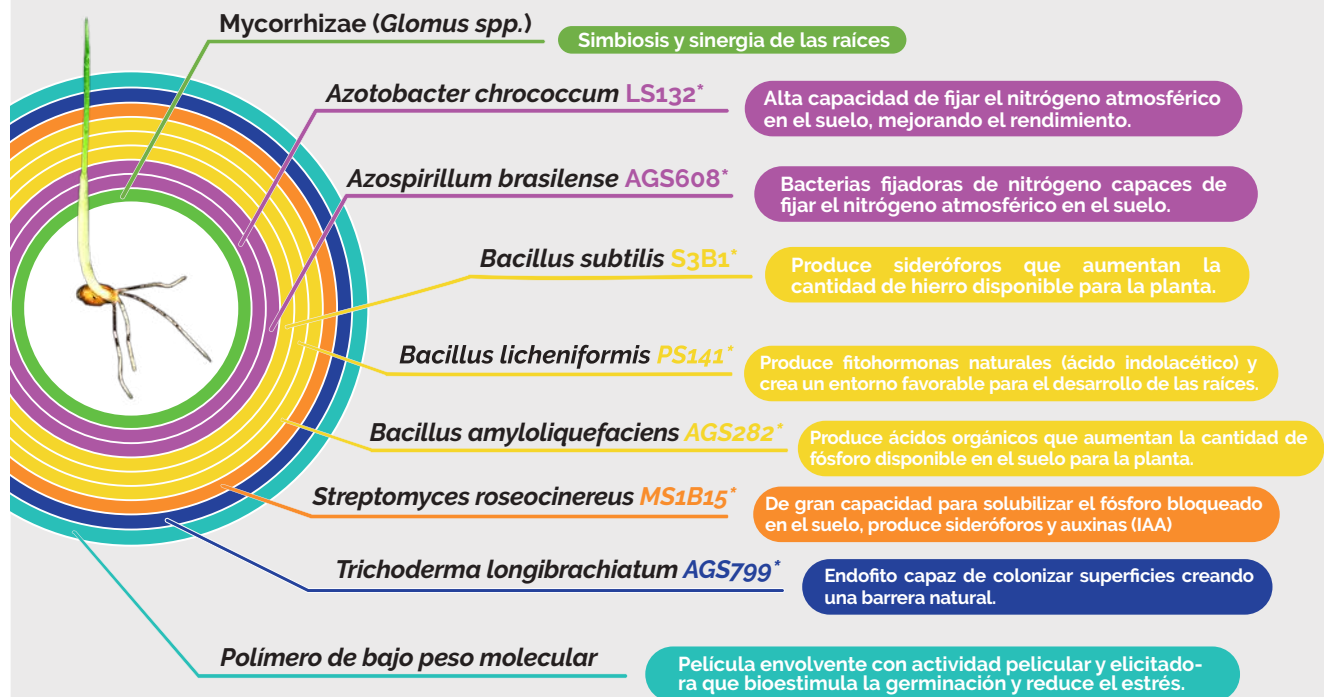 Mycorrhizae (Glomus spp.)
Simbiosis y sinergia de las raíces
Azotobacter chrococcum LS132*
Alta capacidad de fijar el nitrógeno atmosférico
en el suelo, mejorando el rendimiento.
Azospirillum brasilense AGS608*
Bacterias fijadoras de nitrógeno capaces de
fijar el nitrógeno atmosférico en el suelo.
Bacillus subtilis S3B1*
Produce sideróforos que aumentan la
cantidad de hierro disponible para la planta.
Bacillus licheniformis PS141*
Produce fitohormonas naturales (ácido indolacético) y
crea un entorno favorable para el desarrollo de las raíces.
Bacillus amyloliquefaciens AGS282*
Produce ácidos orgánicos que aumentan la cantidad de
fósforo disponible en el suelo para la planta.
Streptomyces roseocinereus MS1B15*
De gran capacidad para solubilizar el fósforo bloqueado
en el suelo, produce sideróforos y auxinas (IAA)
Trichoderma longibrachiatum AGS799*
Endofito capaz de colonizar superficies creando
una barrera natural.
Polímero de bajo peso molecular
Película envolvente con actividad pelicular y elicitado-
ra que bioestimula la germinación y reduce el estrés.